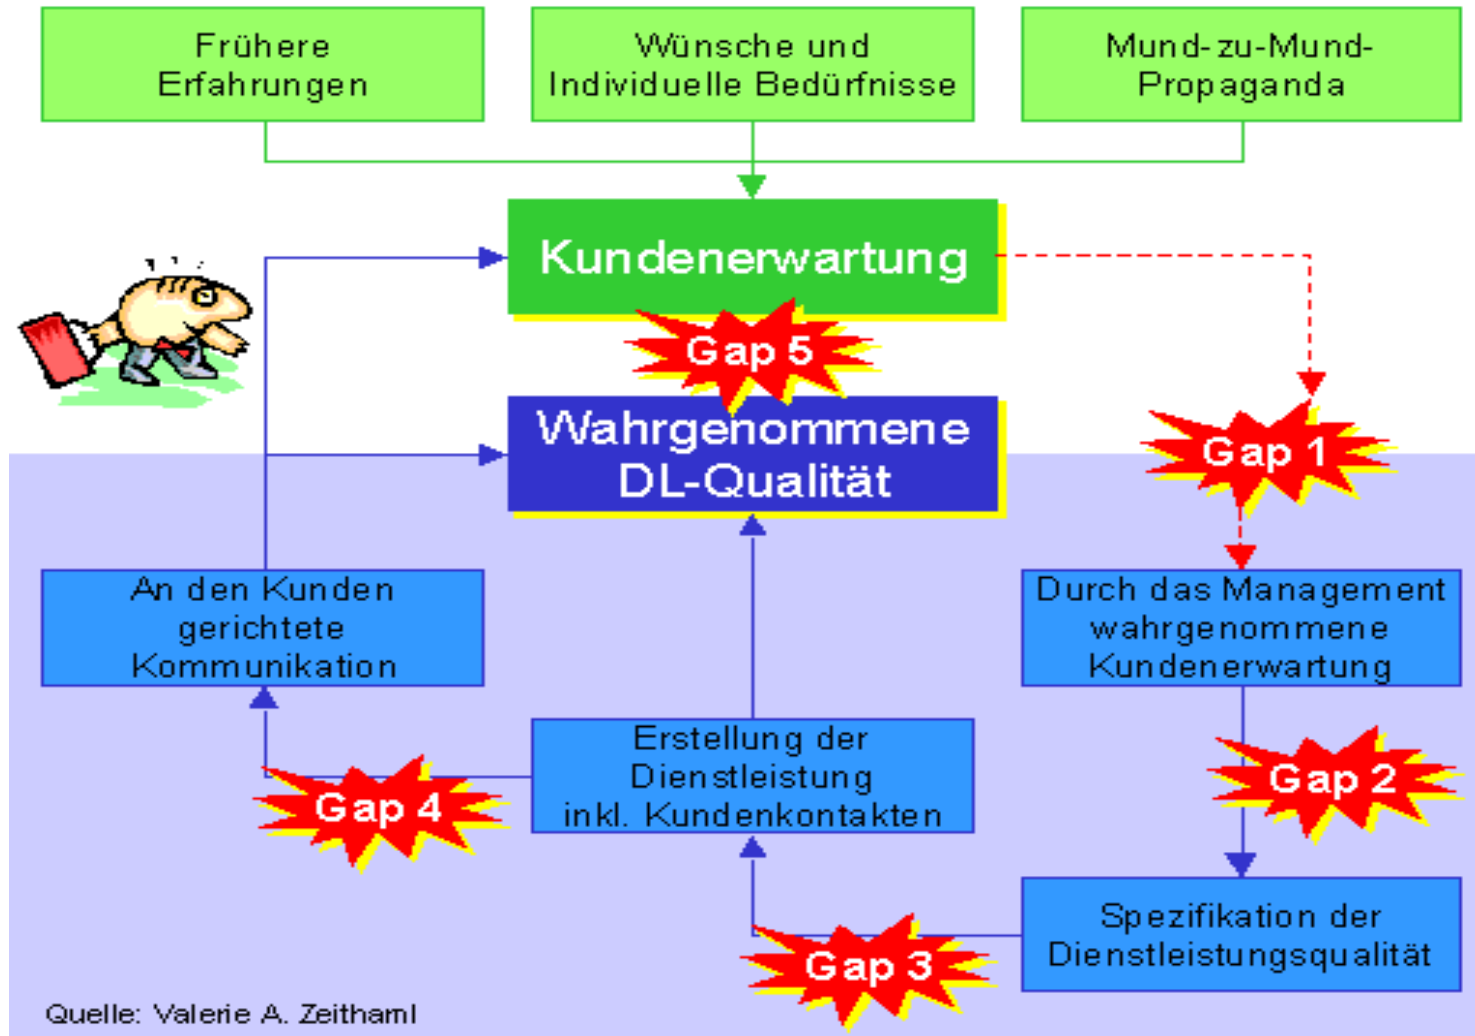 Frühere
Erfahrungen
Wünsche und
Individuelle Bedürfnisse
Mund-zu-Mund-
Propaganda
Kundenerwartung
Gap 5
Wahrgenommene
DL-Qualität
Gap 1
An den Kunden
gerichtete
Kommunikation
Durch das Management
wahrgenommene
Kundenerwartung
Erstellung der
Dienstleistung
inkl. Kundenkontakten
Gap 4
Gap 2
Spezifikation der
Dienstleistungsqualität
Gap 3
Quelle: Valerie A. Zeithaml